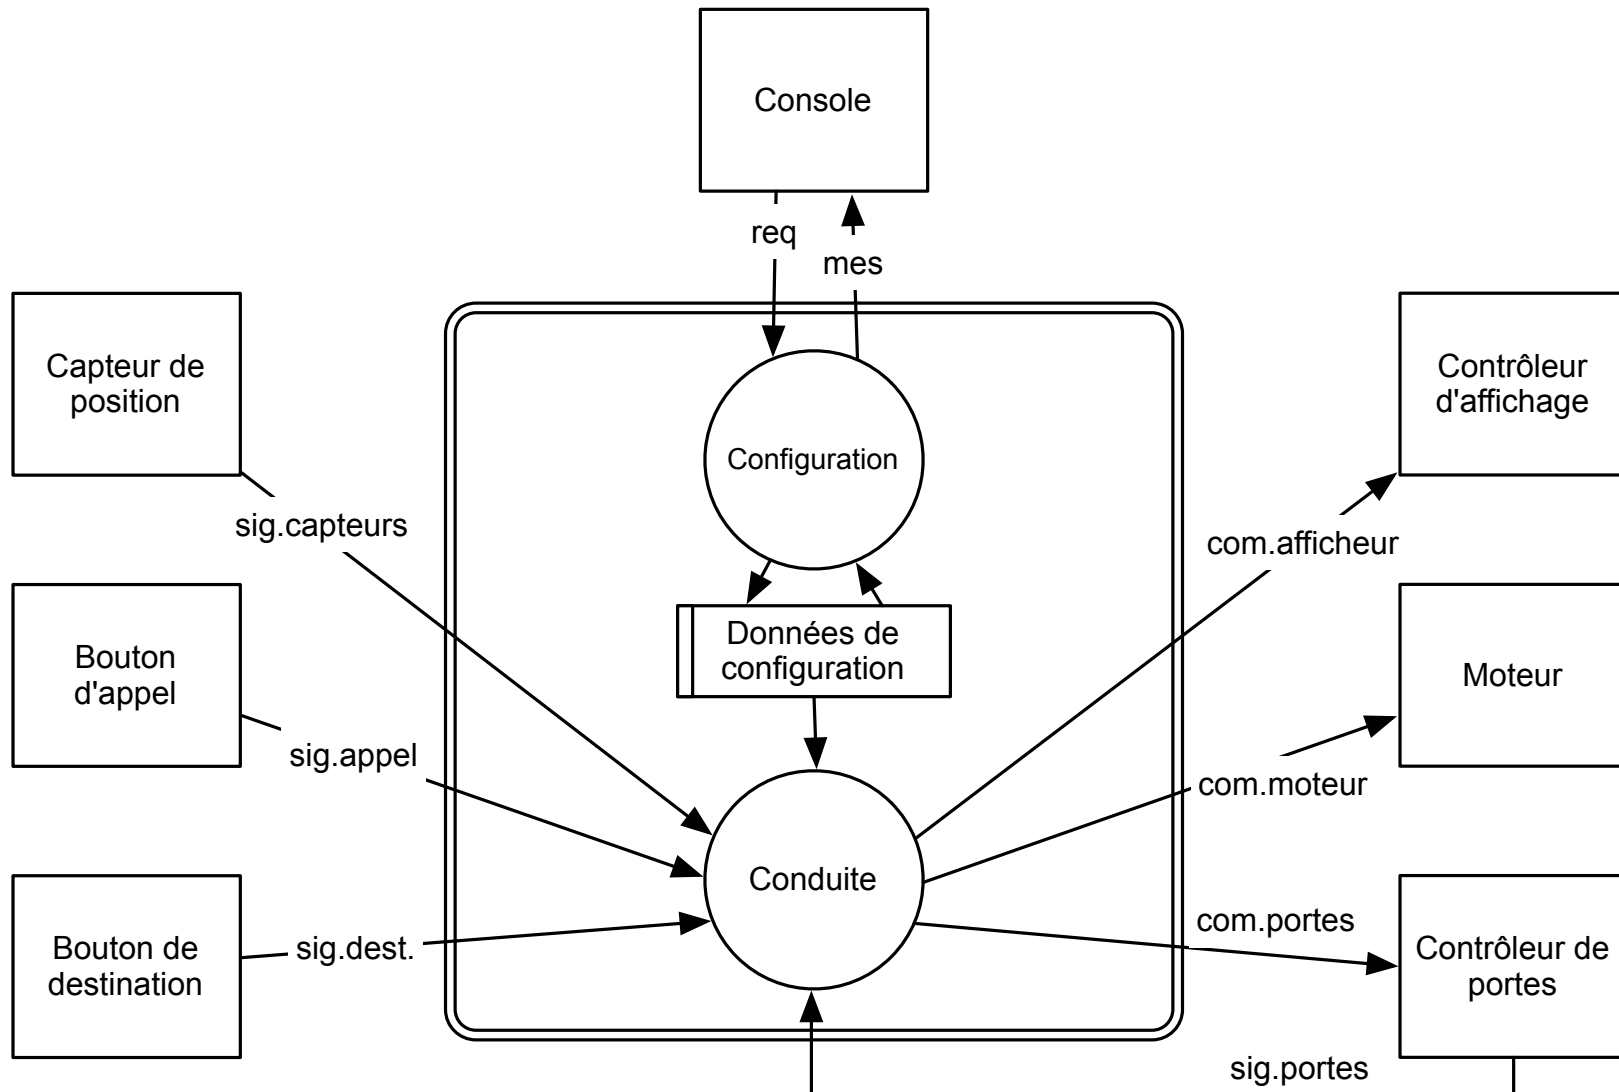 Console
req
mes
Capteur de
position
Contrôleur
d'affichage
Configuration
sig.capteurs
com.afficheur
Données de
configuration
Bouton
d'appel
Moteur
sig.appel
com.moteur
Conduite
com.portes
Bouton de
destination
sig.dest.
Contrôleur de
portes
sig.portes